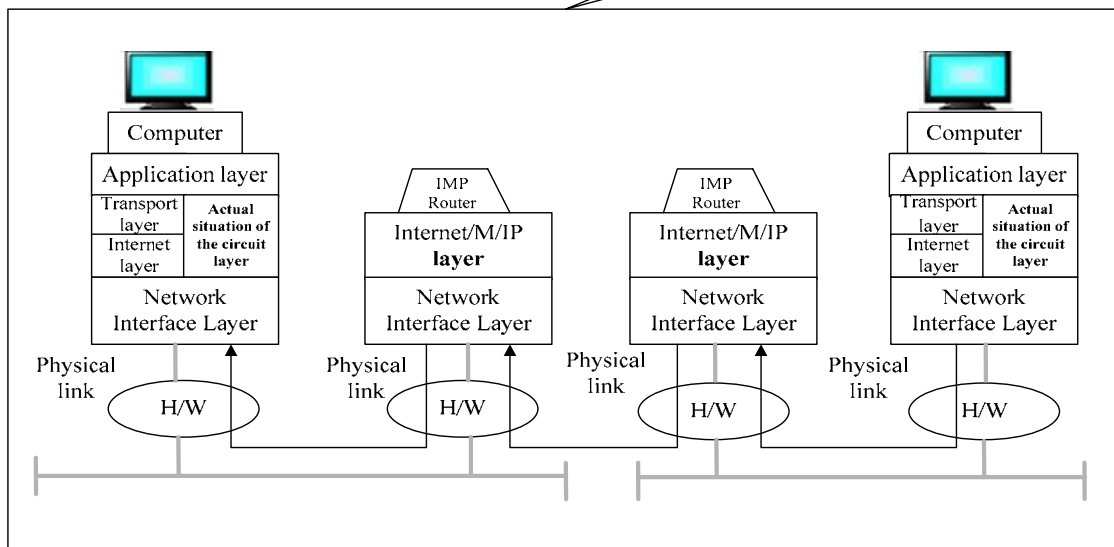 Computer
Application layer
Transport
layer
Internet
layer
Actual
situation of
the circuit
layer
Network
Interface Layer
Physical
link
H/W
IMP
Router
Internet/M/IP
layer
Network
Interface Layer
Physical
link
H/W
IMP
Router
Internet/M/IP
layer
Network
Interface Layer
Physical
link
H/W
Computer
Application layer
Transport
layer
Internet
layer
Actual
situation of
the circuit
layer
Network
Interface Layer
Physical
link
H/W